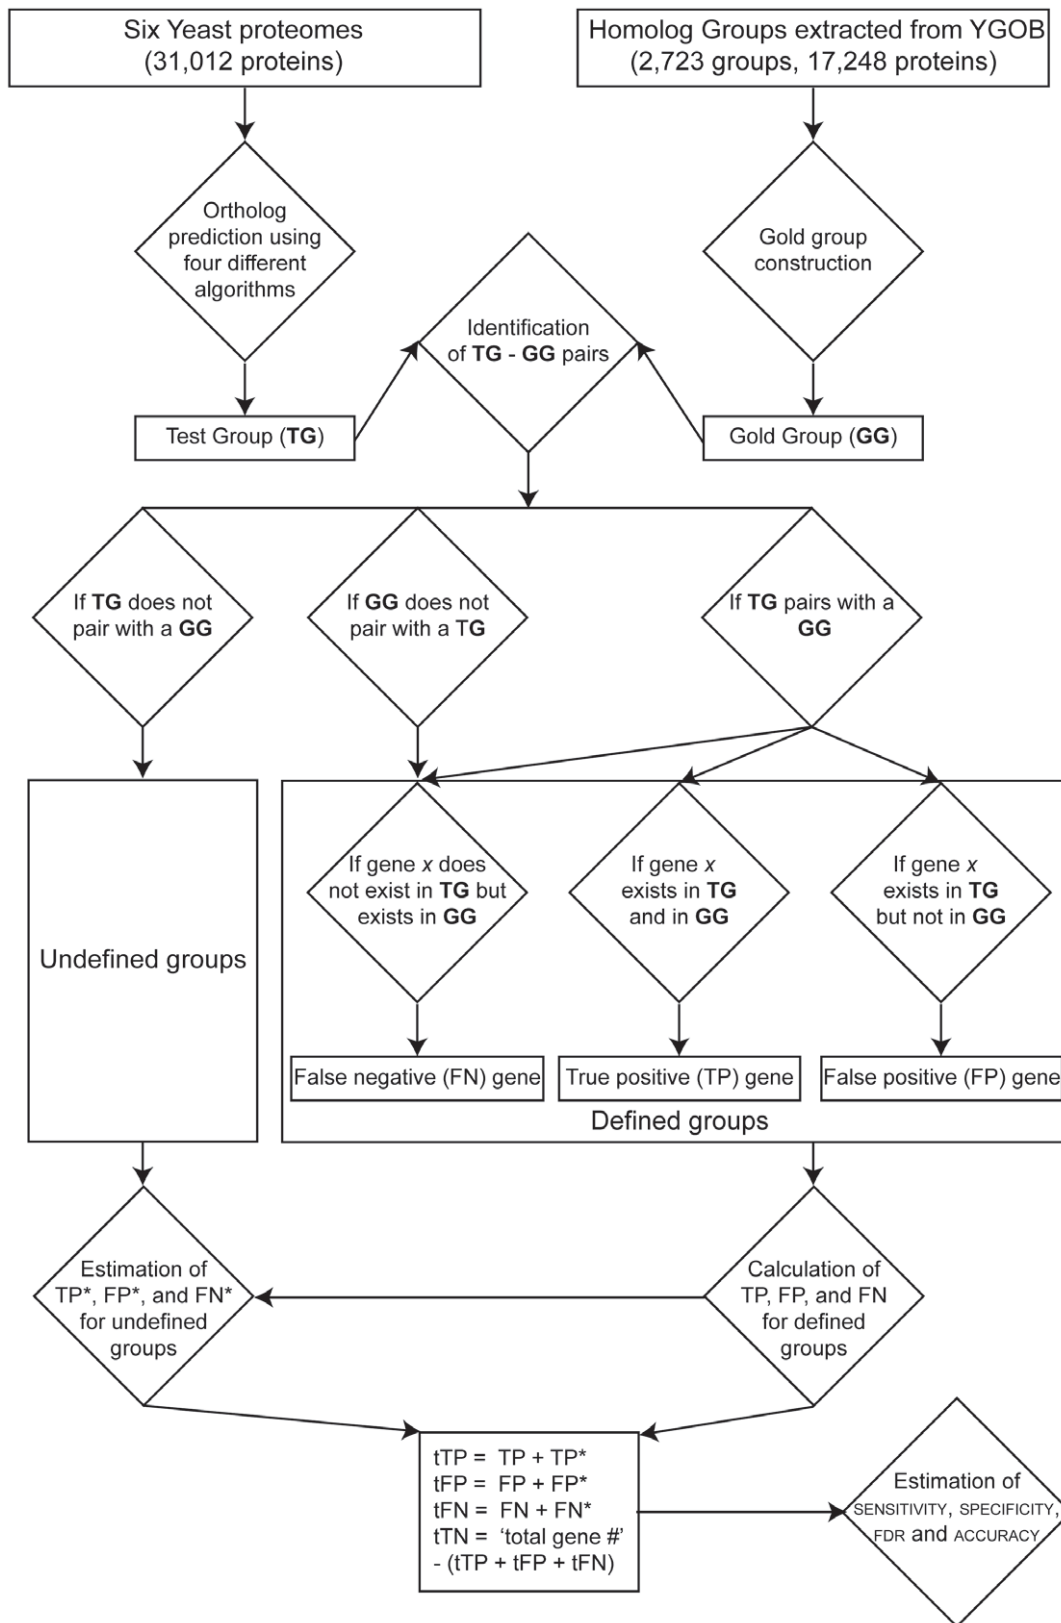 Six Yeast proteomes
(31,012 proteins)
Homolog Groups extracted from YGOB
(2,723 groups, 17,248 proteins)
Ortholog
prediction using
four different
algorithms
Gold group
construction
Identification
of TG - GG pairs
Test Group (TG)
Gold Group (GG)
If TG does not
pair with a GG
If GG does not
pair with a TG
If TG pairs with a
GG
Undefined groups
If gene x does
not exist in TG but
exists in GG
If gene x
exists in TG
and in GG
If gene x
exists in TG
but not in GG
False negative (FN) gene
True positive (TP) gene
False positive (FP) gene
Defined groups
Estimation of
TP*, FP*, and FN*
for undefined
groups
Calculation of
TP, FP, and FN
for defined
groups
tTP = TP + TP*
tFP = FP + FP*
tFN = FN + FN*
tTN = 'total gene #'
- (tTP + tFP + tFN)
Estimation of
SENSITIVITY, SPECIFICITY,
FDR and ACCURACY